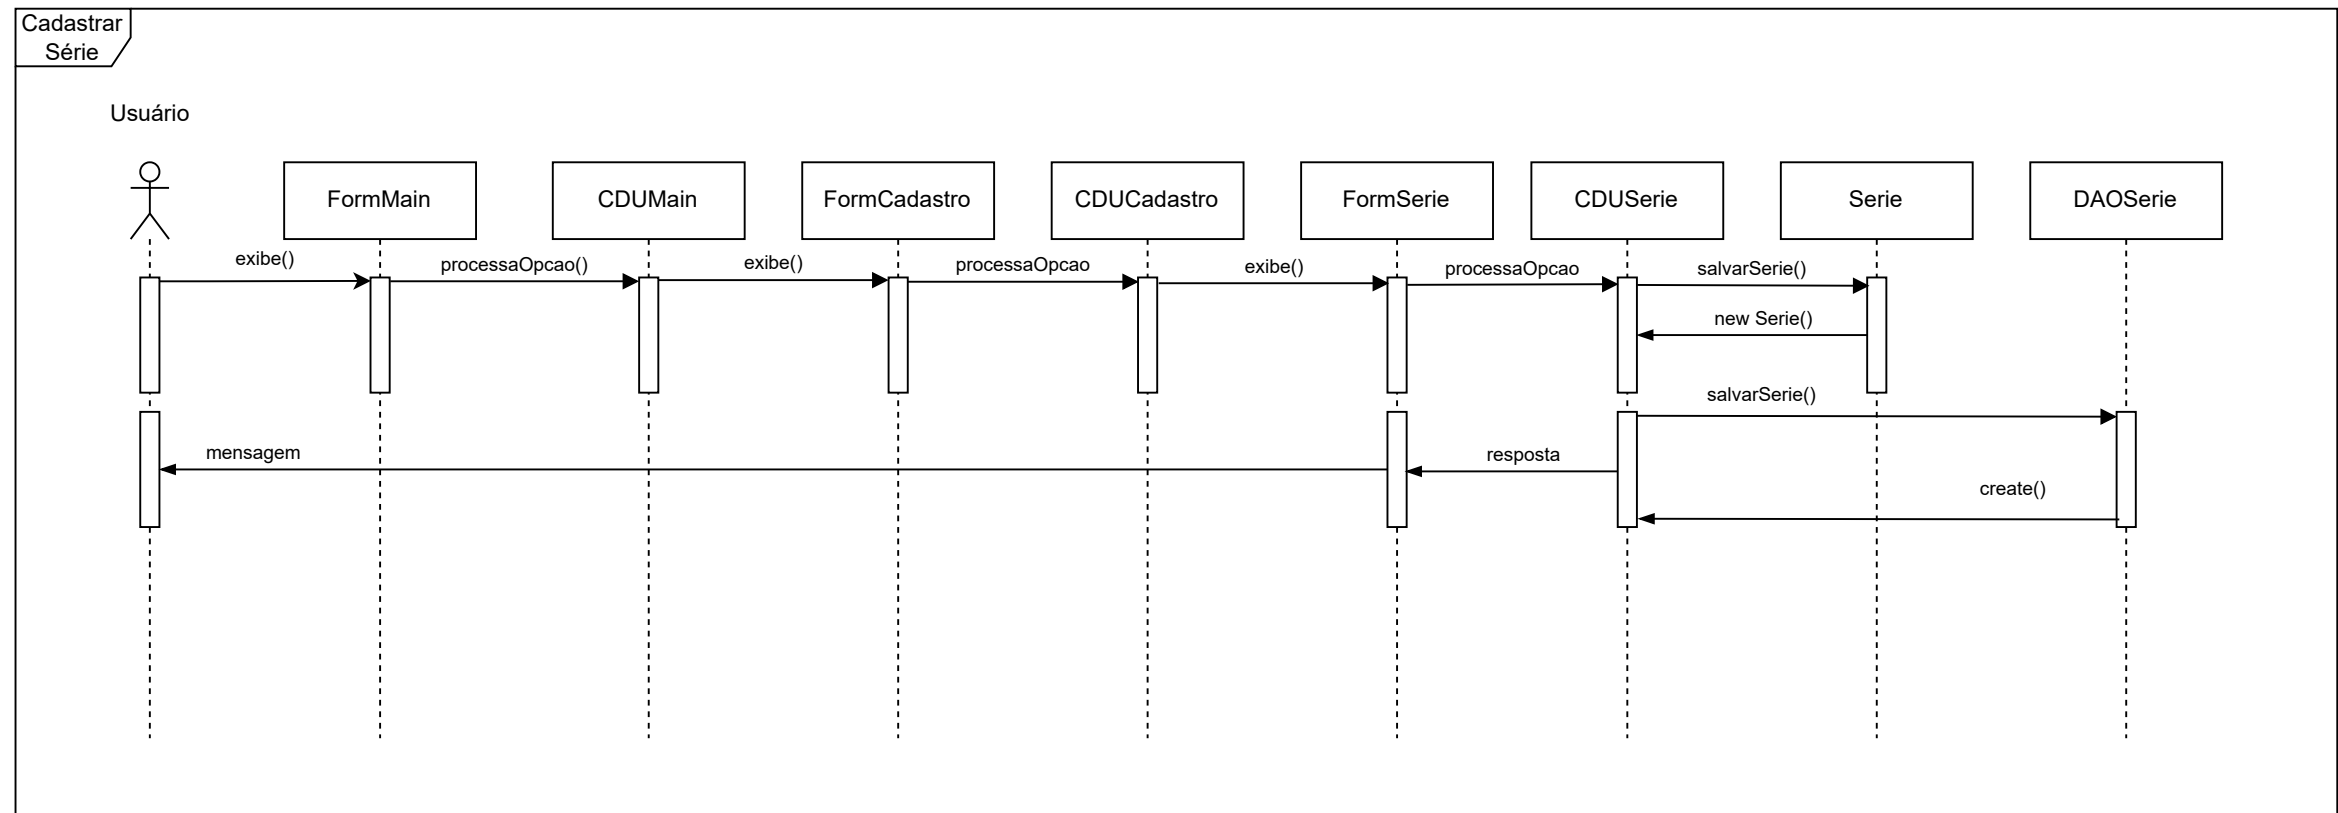 Cadastrar
Série
Usuário
FormMain
CDUMain
FormCadastro
CDUCadastro
FormSerie
CDUSerie
Serie
DAOSerie
exibe()
processaOpcao()
exibe()
processaOpcao
exibe()
processaOpcao
salvarSerie()
new Serie()
salvarSerie()
mensagem
resposta
create()